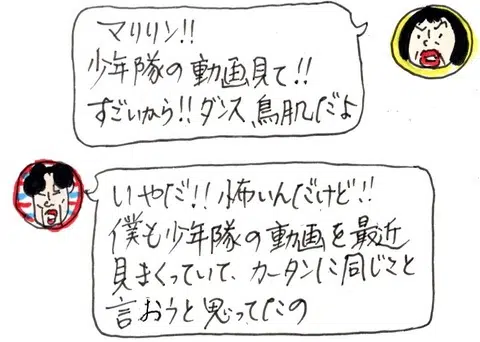 マリリン!!
少年隊の動画見て!!
すごいから!!ダンス、鳥肌だよ
いやだ!!怖いんだけど!!
僕も少年隊の動画を最近
見まくっていて、カータンに同じこと
言おうと思ってたの